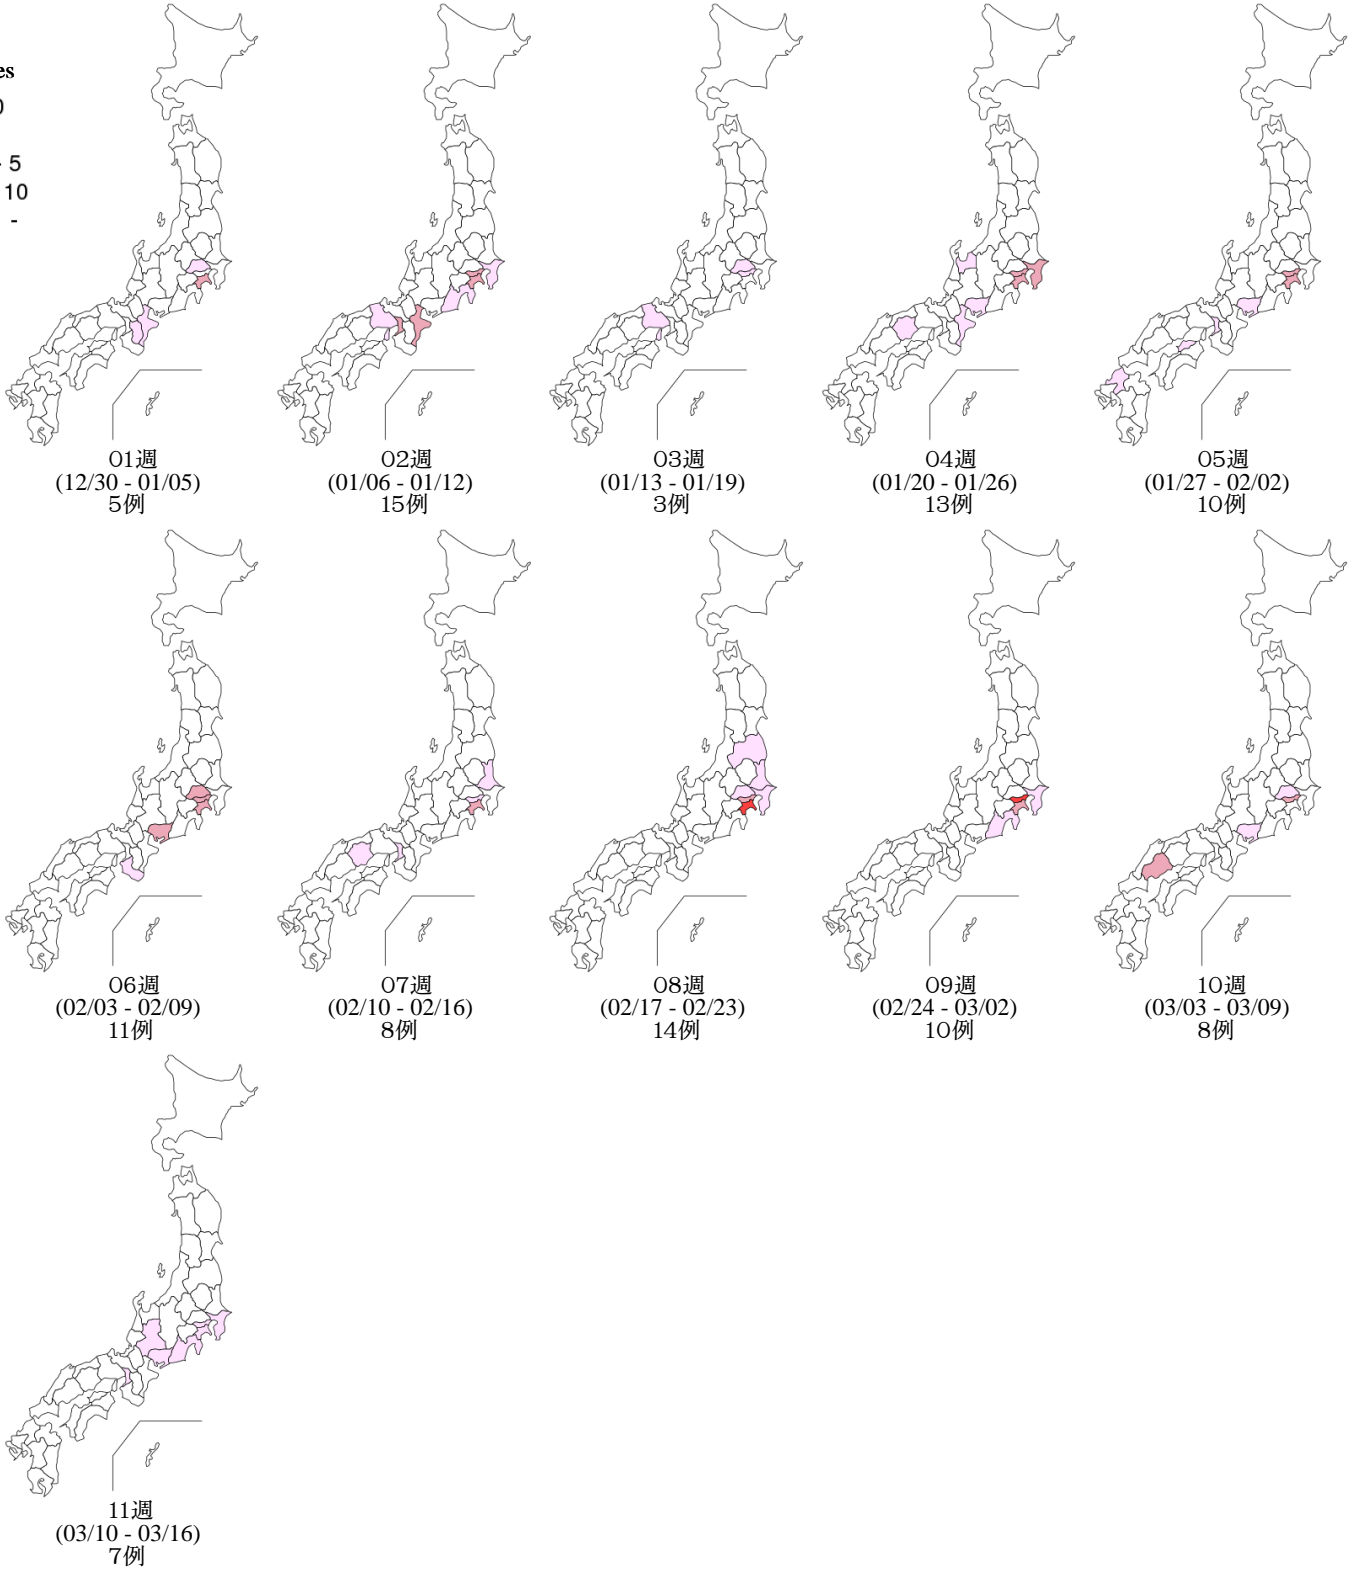 es
0
- 5
10
-
01週
(12/30 - 01/05)
5例
02週
(01/06 - 01/12)
15例
03週
(01/13 - 01/19)
3例
04週
(01/20 - 01/26)
13例
05週
(01/27 - 02/02)
10例
06週
(02/03 - 02/09)
11例
07週
(02/10 - 02/16)
8例
08週
(02/17 - 02/23)
14例
09週
(02/24 - 03/02)
10例
10週
(03/03 - 03/09)
8例
11週
(03/10 - 03/16)
7例